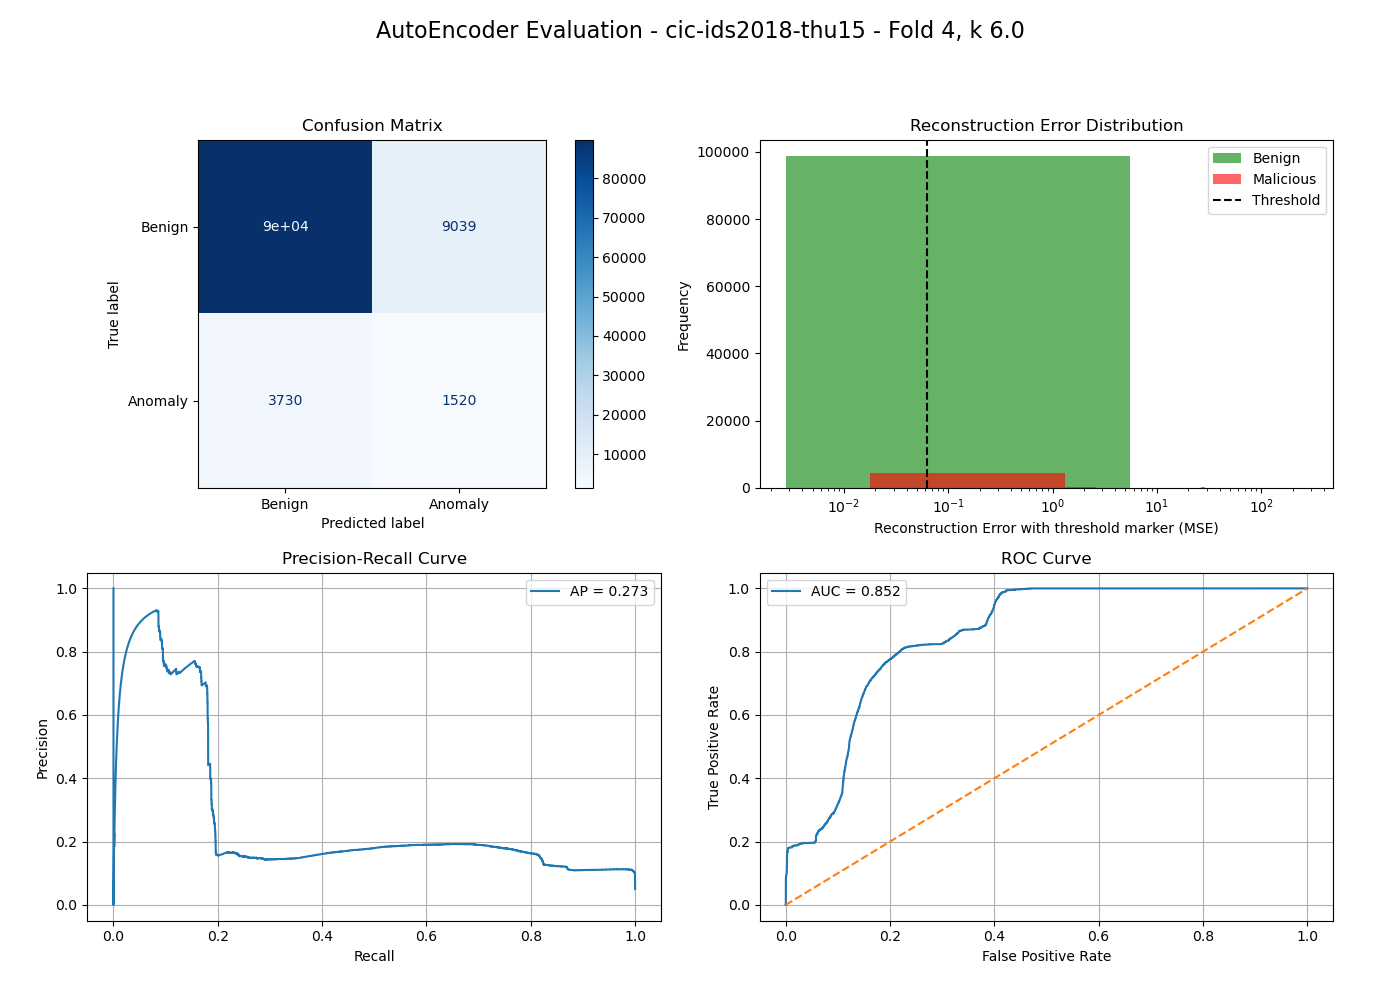 AutoEncoder Evaluation - cic-ids2018-thu15 - Fold 4, k 6.0
Confusion Matrix
Benign
Anomaly
True label
9e+04
9039
3730
1520
Benign
Anomaly
Predicted label
80000
70000
60000
50000
40000
30000
20000
10000
Reconstruction Error Distribution
Benign
Malicious
Threshold
100000
80000
60000
40000
20000
0
Frequency
10⁻²
10⁻¹
10⁰
10¹
10²
Reconstruction Error with threshold marker (MSE)
Precision-Recall Curve
AP = 0.273
1.0
0.8
0.6
0.4
0.2
0.0
Precision
0.0
0.2
0.4
0.6
0.8
1.0
Recall
ROC Curve
AUC = 0.852
1.0
0.8
0.6
0.4
0.2
0.0
True Positive Rate
0.0
0.2
0.4
0.6
0.8
1.0
False Positive Rate